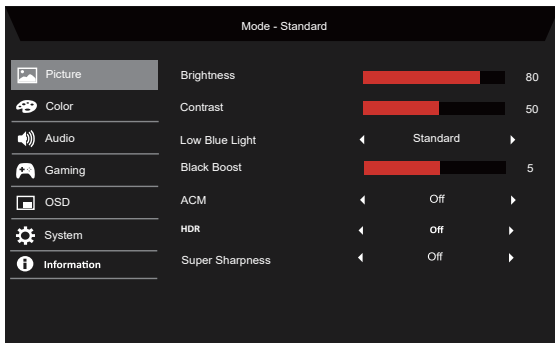 Mode - Standard
Picture
Brightness 80
Color
Contrast 50
Audio
Low Blue Light Standard
Gaming
Black Boost 5
OSD
ACM Off
System
HDR Off
Information
Super Sharpness Off